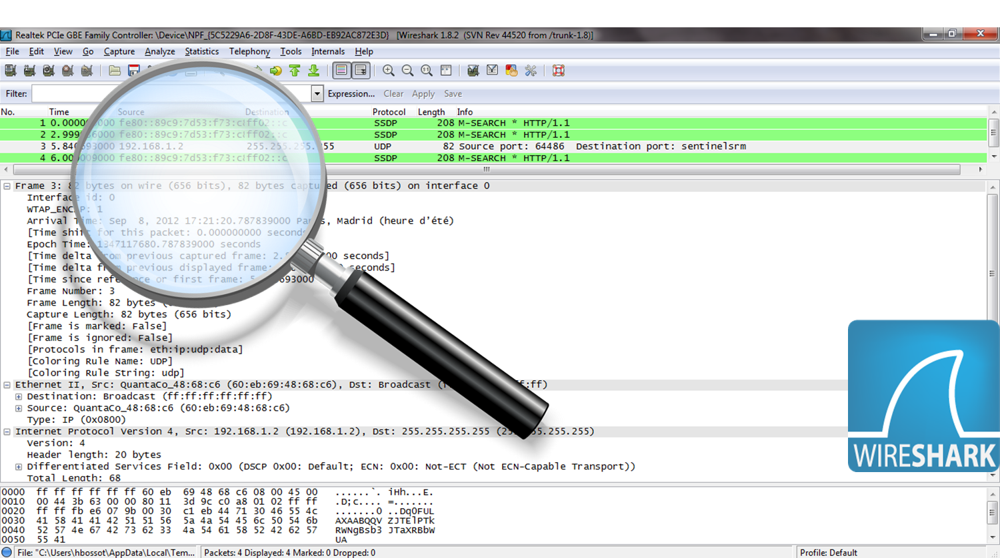 Realtek PCIe GBE Family Controller: \Device\NPF_{5C5229A6-2D8F-43DE-A6BD-EB92AC872E3D} [Wireshark 1.8.2 (SVN Rev 44520 from /trunk-1.8)]
File Edit View Go Capture Analyze Statistics Telephony Tools Internals Help
Filter: Expression... Clear Apply Save
No. Time Source Destination Protocol Length Info
1 0.000000000 fe80::89c9:7d53:f73:c ff02::c SSDP 208 M-SEARCH * HTTP/1.1
2 2.999 6000 fe80::89c9:7d53:f73:c ff02::c SSDP 208 M-SEARCH * HTTP/1.1
3 5.840693000 192.168.1.2 255.255.255.255 UDP 82 Source port: 64486 Destination port: sentinelsrm
4 6.000009000 fe80::89c9:7d53:f73:c ff02::c SSDP 208 M-SEARCH * HTTP/1.1
Frame 3: 82 bytes on wire (656 bits), 82 bytes captured (656 bits) on interface 0
Interface id: 0
WTAP_ENCAP: 1
Arrival Time: Sep 8, 2012 17:21:20.787839000 Paris, Madrid (heure d'été)
[Time shift for this packet: 0.000000000 seconds
Epoch Time: 1347117680.787839000 seconds
[Time delta from previous captured frame: 2. 00 seconds]
[Time delta from previous displayed frame: seconds]
[Time since reference or first frame: 5. 693000
Frame Number: 3
Frame Length: 82 bytes (
Capture Length: 82 bytes (656 bits)
[Frame is marked: False]
[Frame is ignored: False]
[Protocols in frame: eth:ip:udp:data]
[Coloring Rule Name: UDP]
[Coloring Rule String: udp]
Ethernet II, Src: QuantaCo_48:68:c6 (60:eb:69:48:68:c6), Dst: Broadcast (f f:ff)
Destination: Broadcast (ff:ff:ff:ff:ff:ff)
Source: QuantaCo_48:68:c6 (60:eb:69:48:68:c6)
Type: IP (0x0800)
Internet Protocol Version 4, Src: 192.168.1.2 (192.168.1.2), Dst: 255.255.255.255 (255.255.255.255)
Version: 4
Header length: 20 bytes
Differentiated Services Field: 0x00 (DSCP 0x00: Default; ECN: 0x00: Not-ECT (Not ECN-Capable Transport))
Total Length: 68
WIRESHARK
0000 ff ff ff ff ff ff 60 eb 69 48 68 c6 08 00 45 00 ......`. iHh...E.
0010 00 44 3b 63 00 00 80 11 3d 9c c0 a8 01 02 ff ff .D;c.... =.......
0020 ff ff fb e6 07 9b 00 30 c1 eb 44 71 30 46 55 4c .......0 ..Dq0FUL
0030 41 58 41 41 42 51 51 56 5a 4a 54 45 6c 50 54 6b AXAABQQV ZJTElPTk
0040 52 57 4e 67 42 73 62 33 4a 54 61 58 52 42 62 57 RWNgBsb3 JTaXRBbW
0050 55 41 UA
File: "C:\Users\hbossot\AppData\Local\Tem... Packets: 4 Displayed: 4 Marked: 0 Dropped: 0 Profile: Default